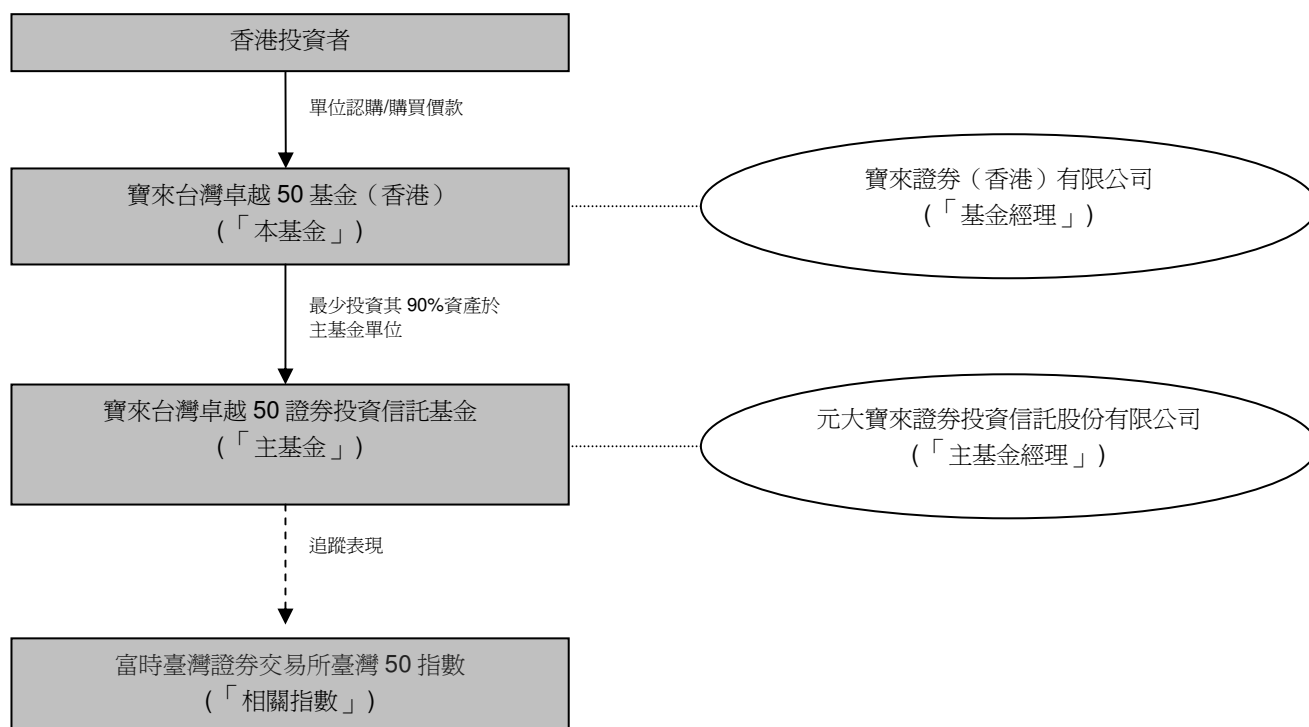 香港投資者
單位認購/購買價款
寶來台灣卓越 50 基金（香港）
(「本基金」)
寶來證券（香港）有限公司
(「基金經理」)
最少投資其 90%資產於
主基金單位
寶來台灣卓越 50 證券投資信託基金
(「主基金」)
元大寶來證券投資信託股份有限公司
(「主基金經理」)
追蹤表現
富時臺灣證券交易所臺灣 50 指數
(「相關指數」)